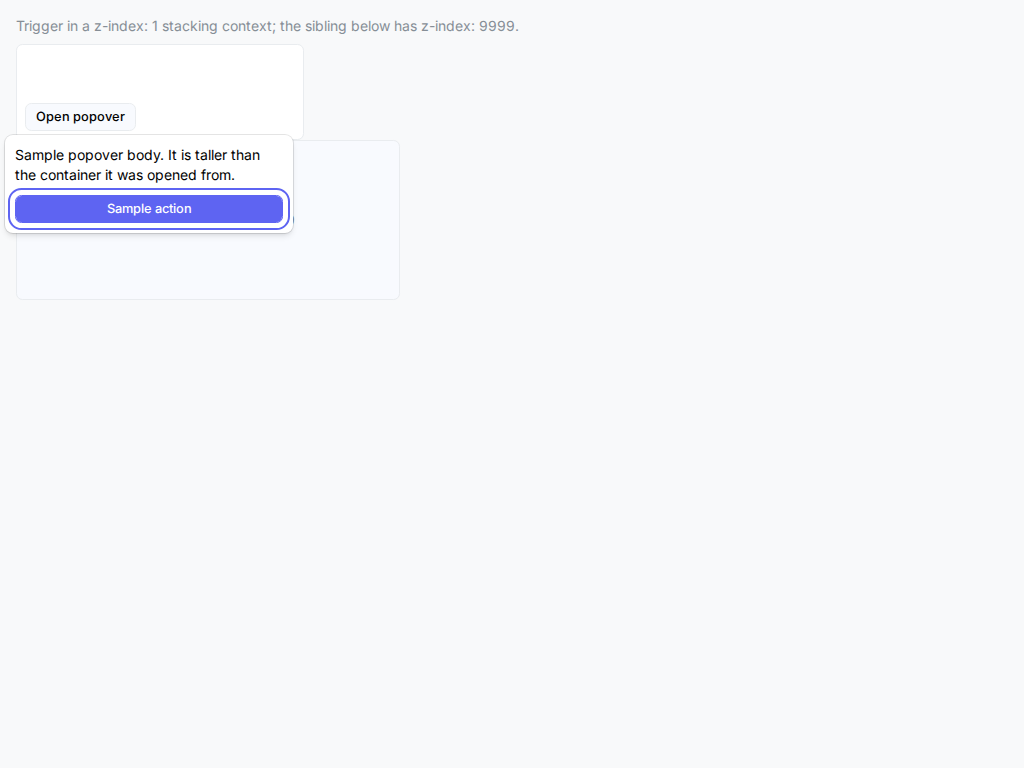 Trigger in a z-index: 1 stacking context; the sibling below has z-index: 9999.
Open popover
Sample popover body. It is taller than
the container it was opened from.
Sample action